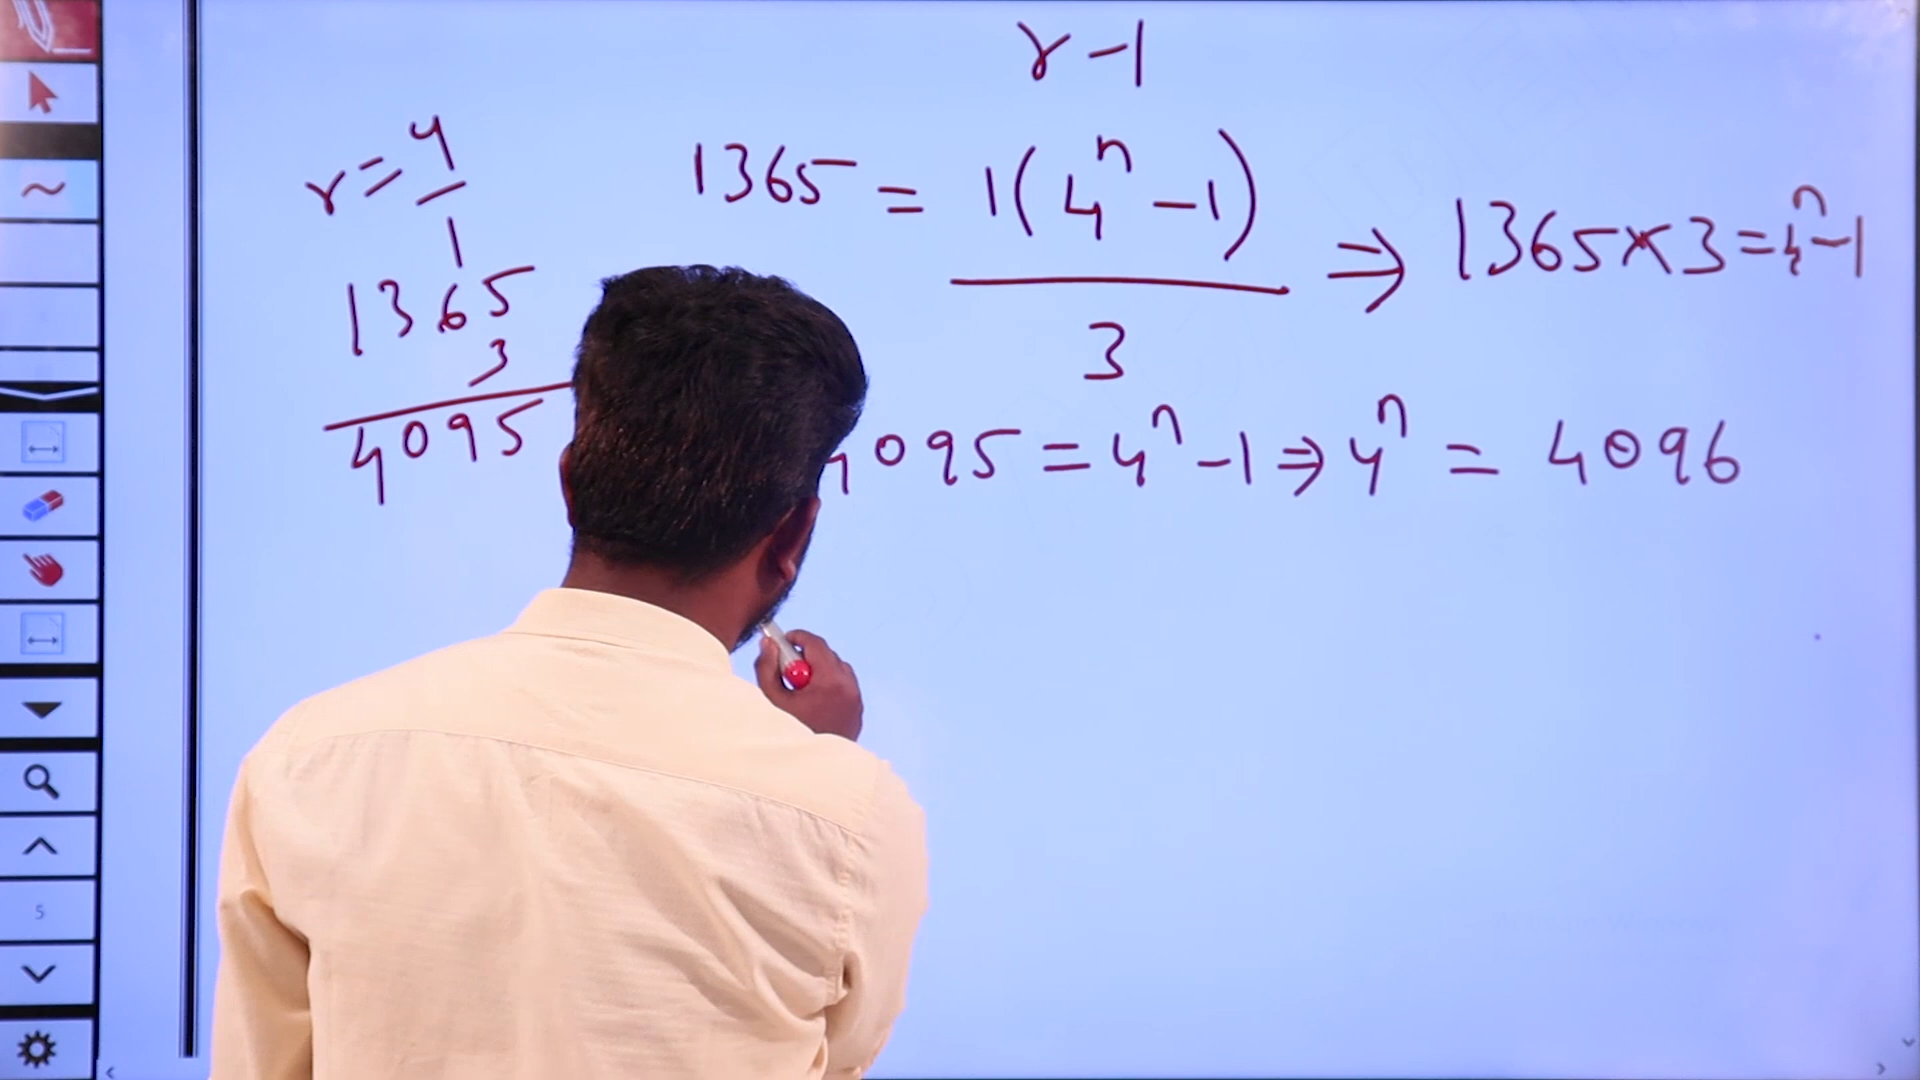 r-1
r=4/1
1365 = 1(4ⁿ-1)/3 ⇒ 1365×3=4ⁿ-1
1365
3
4095
4095 = 4ⁿ-1 ⇒ 4ⁿ = 4096
5